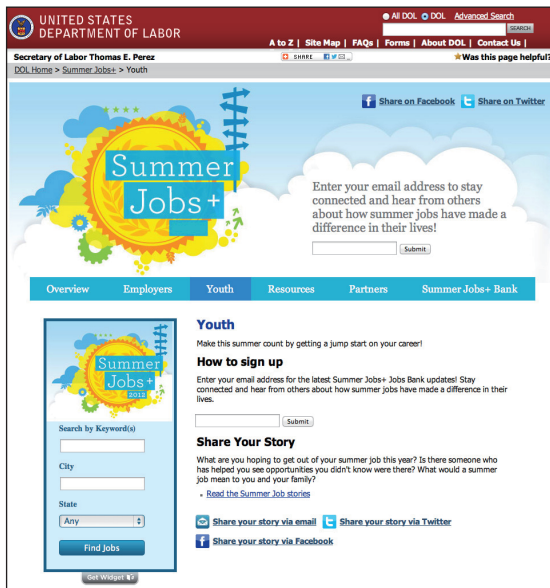 UNITED STATES
DEPARTMENT OF LABOR
All DOL DOL Advanced Search
SEARCH
A to Z | Site Map | FAQs | Forms | About DOL | Contact Us |
Secretary of Labor Thomas E. Perez
SHARE
Was this page helpful?
DOL Home > Summer Jobs+ > Youth
Share on Facebook Share on Twitter
Summer
Jobs+
Enter your email address to stay
connected and hear from others
about how summer jobs have made a
difference in their lives!
Submit
Overview Employers Youth Resources Partners Summer Jobs+ Bank
Summer
Jobs+
2012
Search by Keyword(s)
City
State
Any
Find Jobs
Get Widget
Youth
Make this summer count by getting a jump start on your career!
How to sign up
Enter your email address for the latest Summer Jobs+ Jobs Bank updates! Stay
connected and hear from others about how summer jobs have made a difference in their
lives.
Submit
Share Your Story
What are you hoping to get out of your summer job this year? Is there someone who
has helped you see opportunities you didn't know were there? What would a summer
job mean to you and your family?
Read the Summer Job stories
Share your story via email Share your story via Twitter
Share your story via Facebook